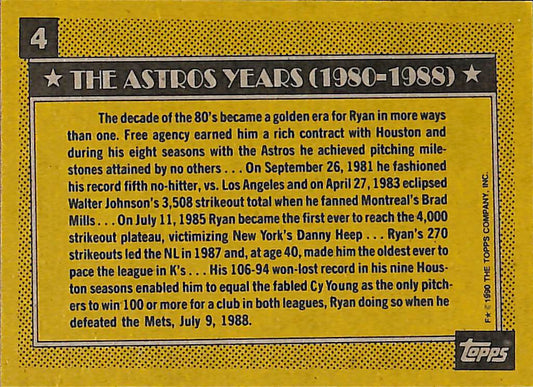 4
★ THE ASTROS YEARS (1980-1988) ★
The decade of the 80's became a golden era for Ryan in more ways
than one. Free agency earned him a rich contract with Houston and
during his eight seasons with the Astros he achieved pitching mile-
stones attained by no others . . . On September 26, 1981 he fashioned
his record fifth no-hitter, vs. Los Angeles and on April 27, 1983 eclipsed
Walter Johnson's 3,508 strikeout total when he fanned Montreal's Brad
Mills . . . On July 11, 1985 Ryan became the first ever to reach the 4,000
strikeout plateau, victimizing New York's Danny Heep . . . Ryan's 270
strikeouts led the NL in 1987 and, at age 40, made him the oldest ever to
pace the league in K's . . . His 106-94 won-lost record in his nine Hous-
ton seasons enabled him to equal the fabled Cy Young as the only pitch-
ers to win 100 or more for a club in both leagues, Ryan doing so when he
defeated the Mets, July 9, 1988.
F★ © 1990 THE TOPPS COMPANY, INC.
topps